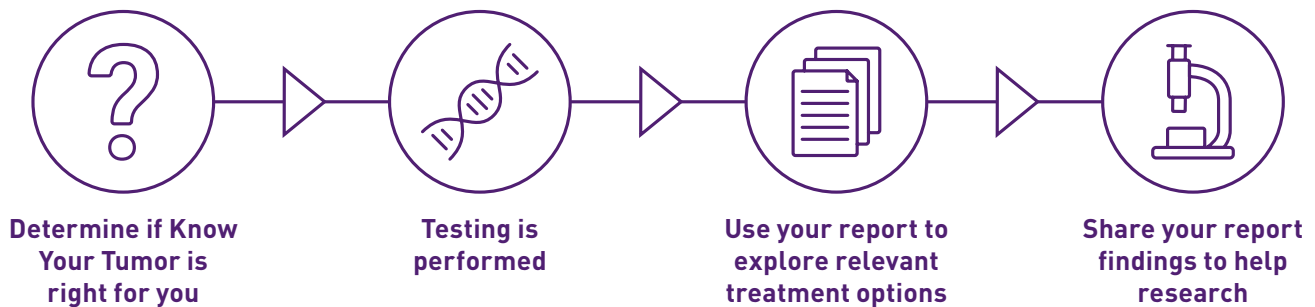 Determine if Know
Your Tumor is
right for you
Testing is
performed
Use your report to
explore relevant
treatment options
Share your report
findings to help
research